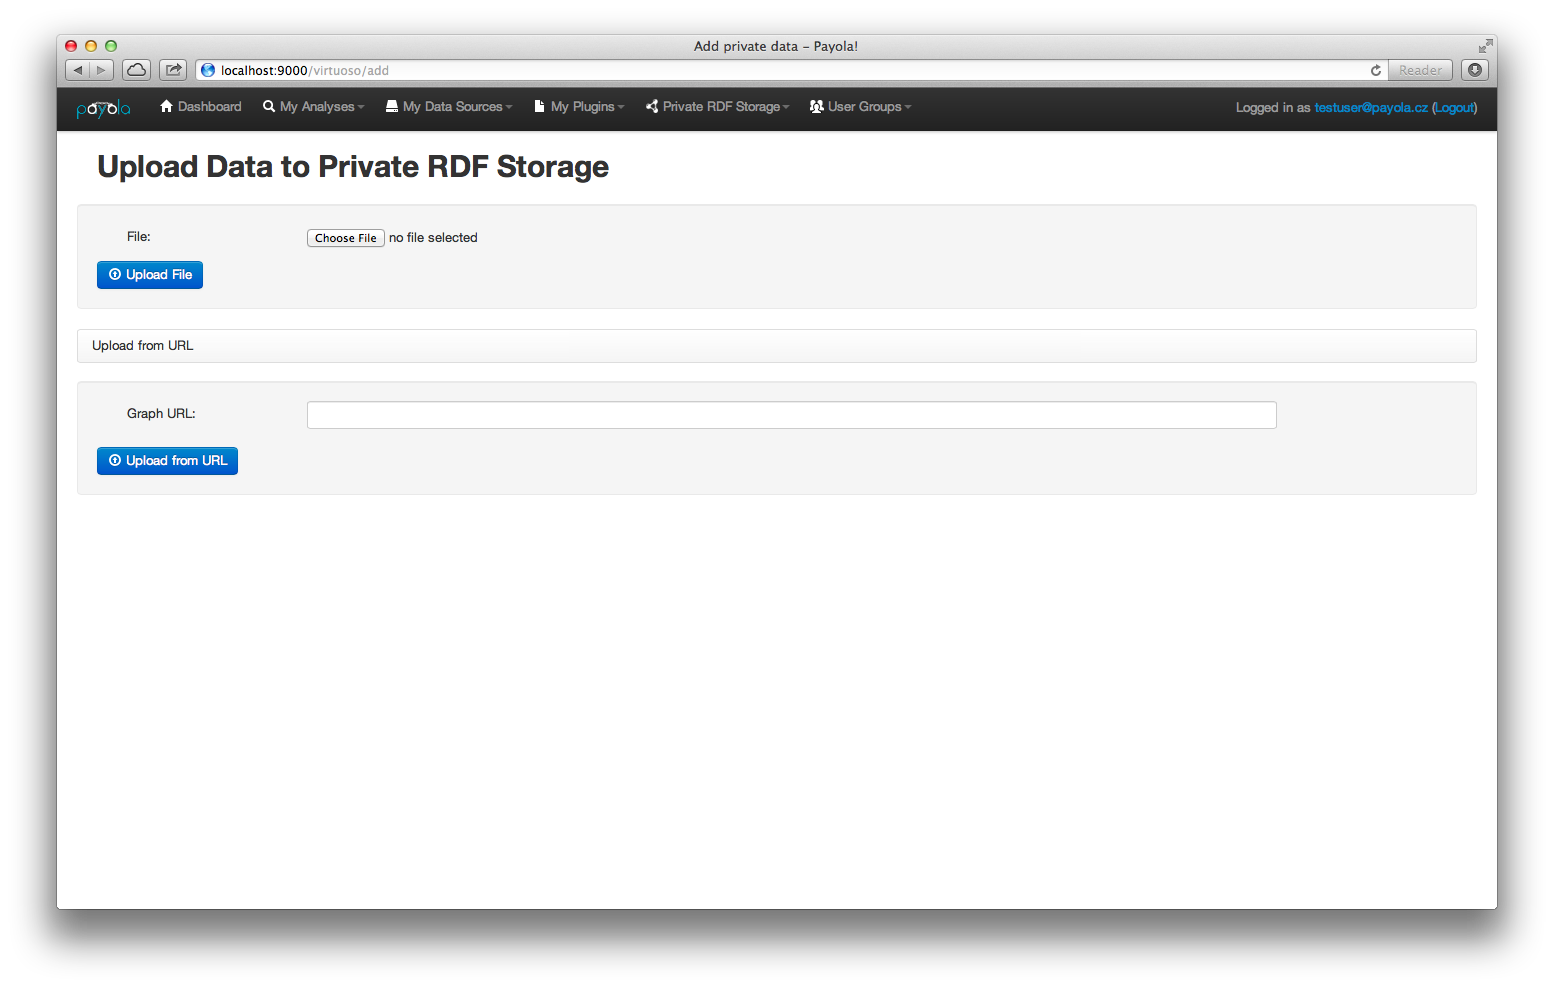 Add private data – Payola!
localhost:9000/virtuoso/add
Reader
payola Dashboard My Analyses My Data Sources My Plugins Private RDF Storage User Groups Logged in as testuser@payola.cz (Logout)
Upload Data to Private RDF Storage
File: Choose File no file selected
Upload File
Upload from URL
Graph URL:
Upload from URL